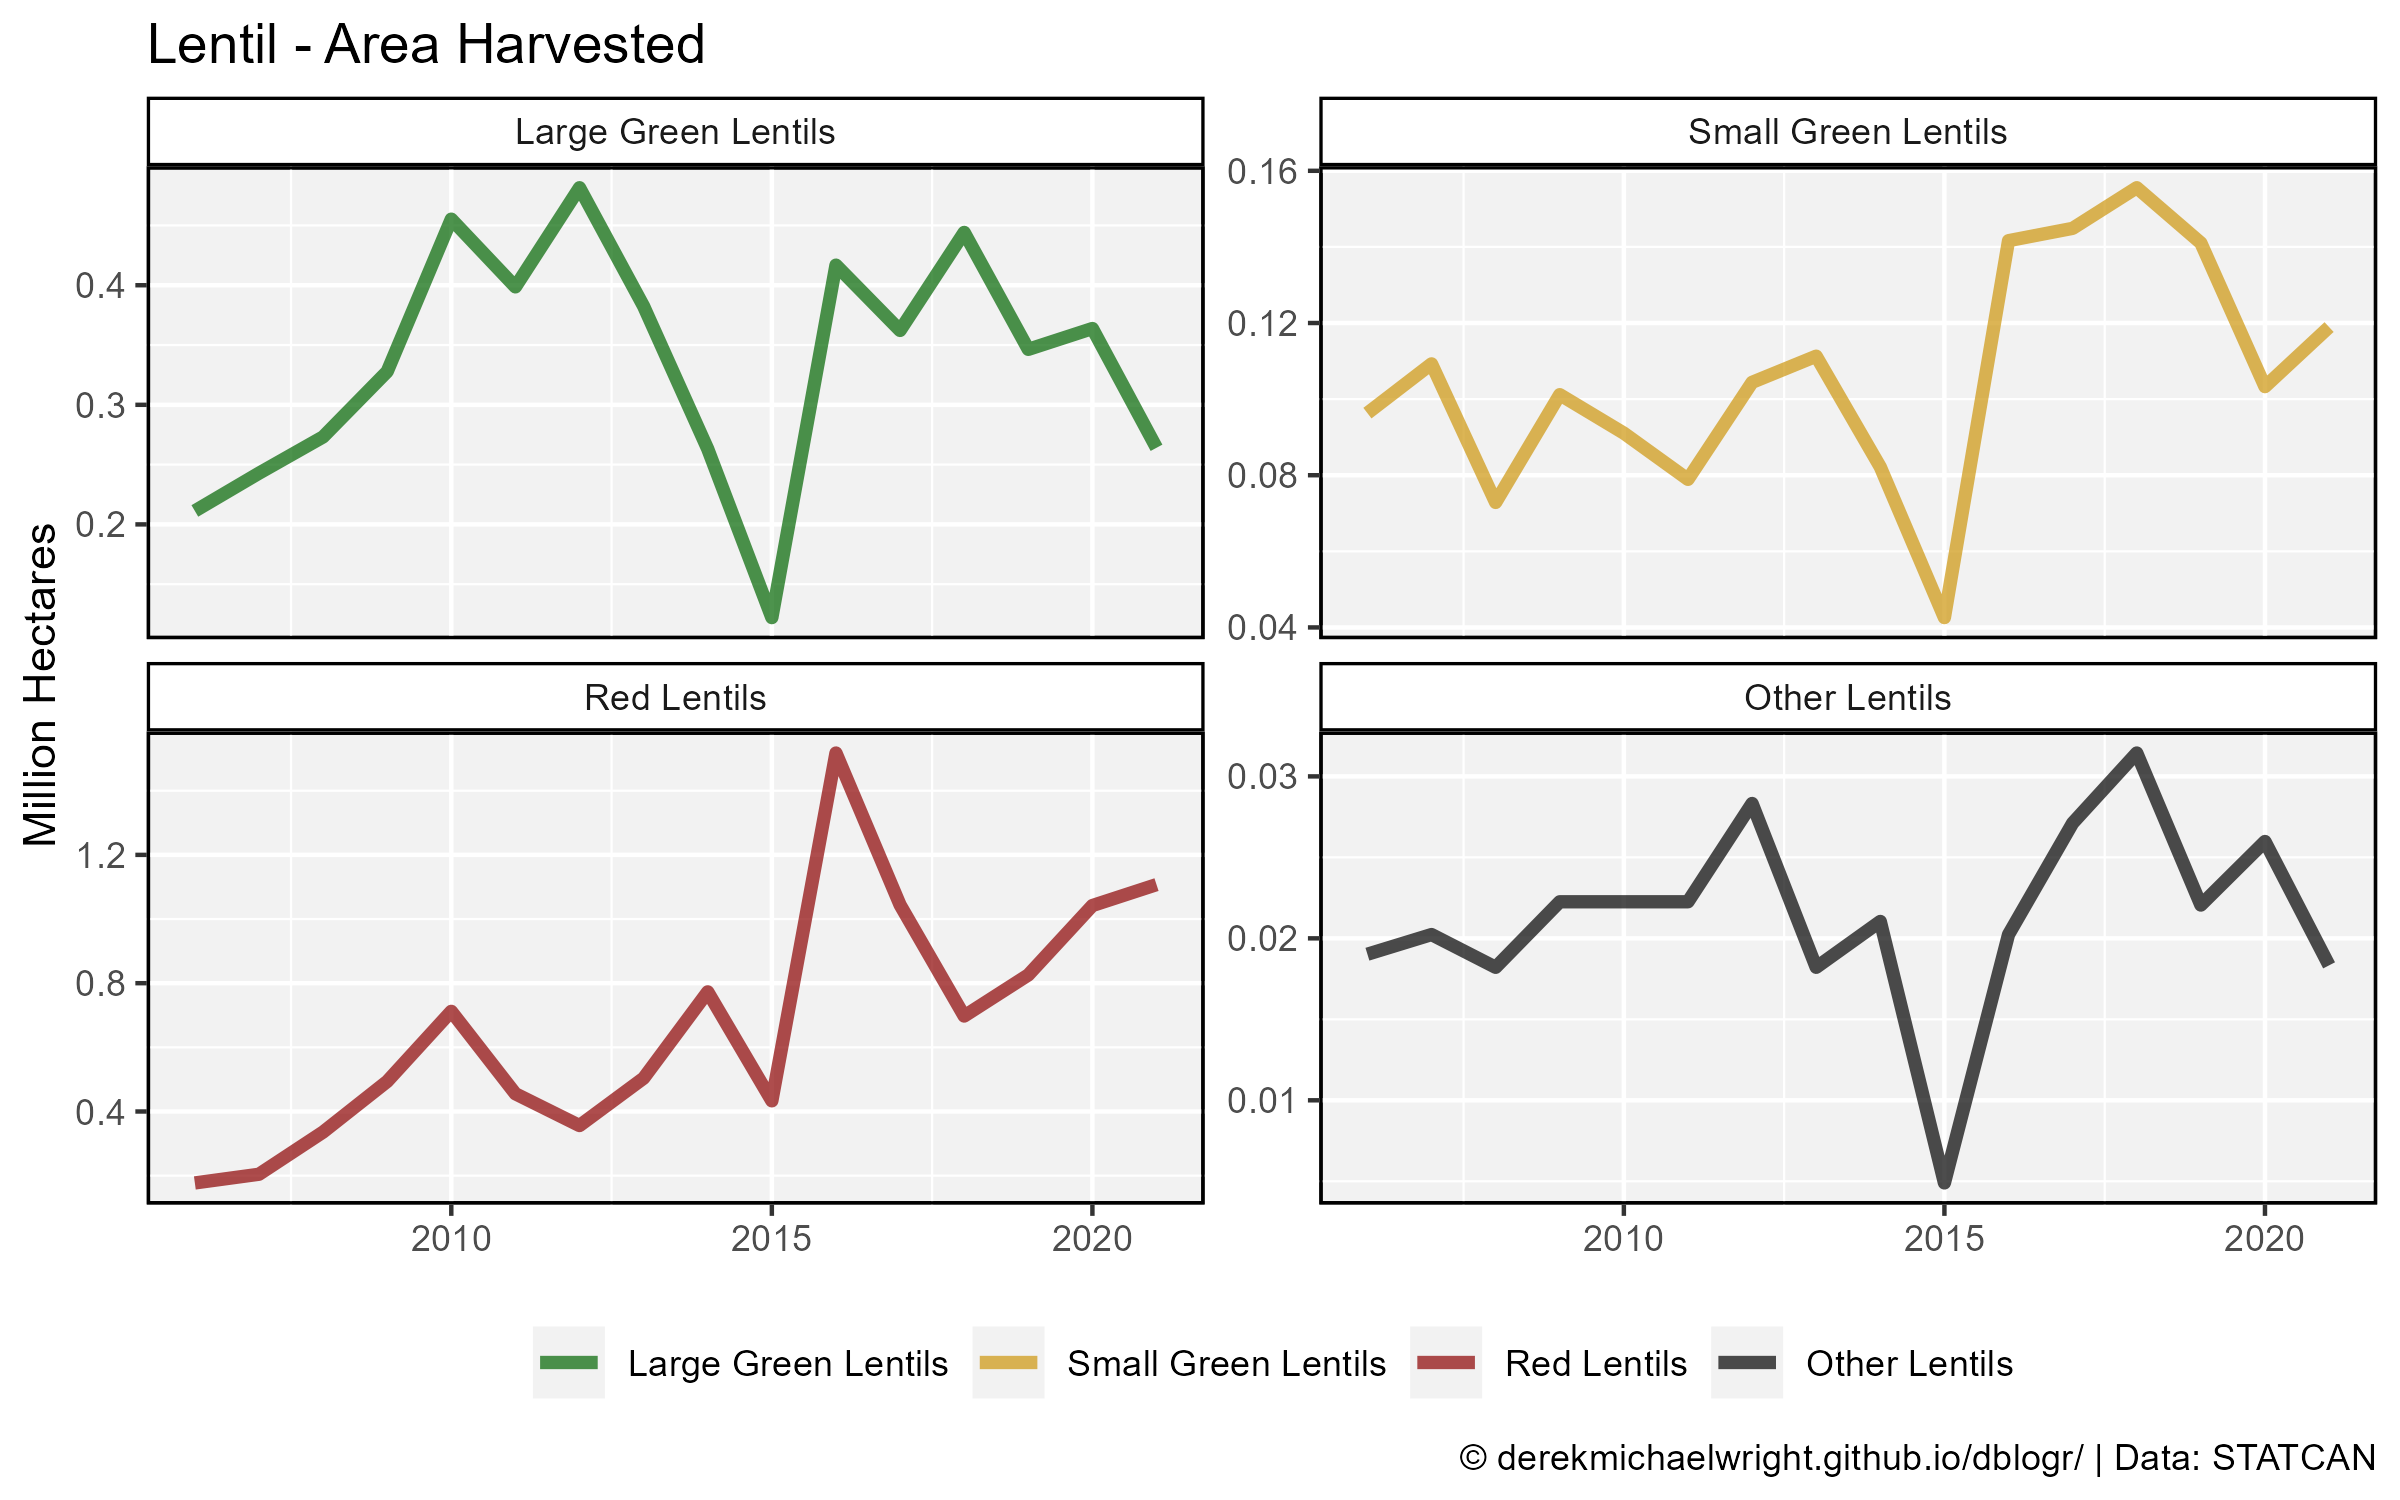 Lentil - Area Harvested
Large Green Lentils
Small Green Lentils
0.4
0.3
0.2
0.16
0.12
0.08
0.04
Million Hectares
Red Lentils
Other Lentils
1.2
0.8
0.4
0.03
0.02
0.01
2010 2015 2020
2010 2015 2020
Large Green Lentils Small Green Lentils Red Lentils Other Lentils
© derekmichaelwright.github.io/dblogr/ | Data: STATCAN